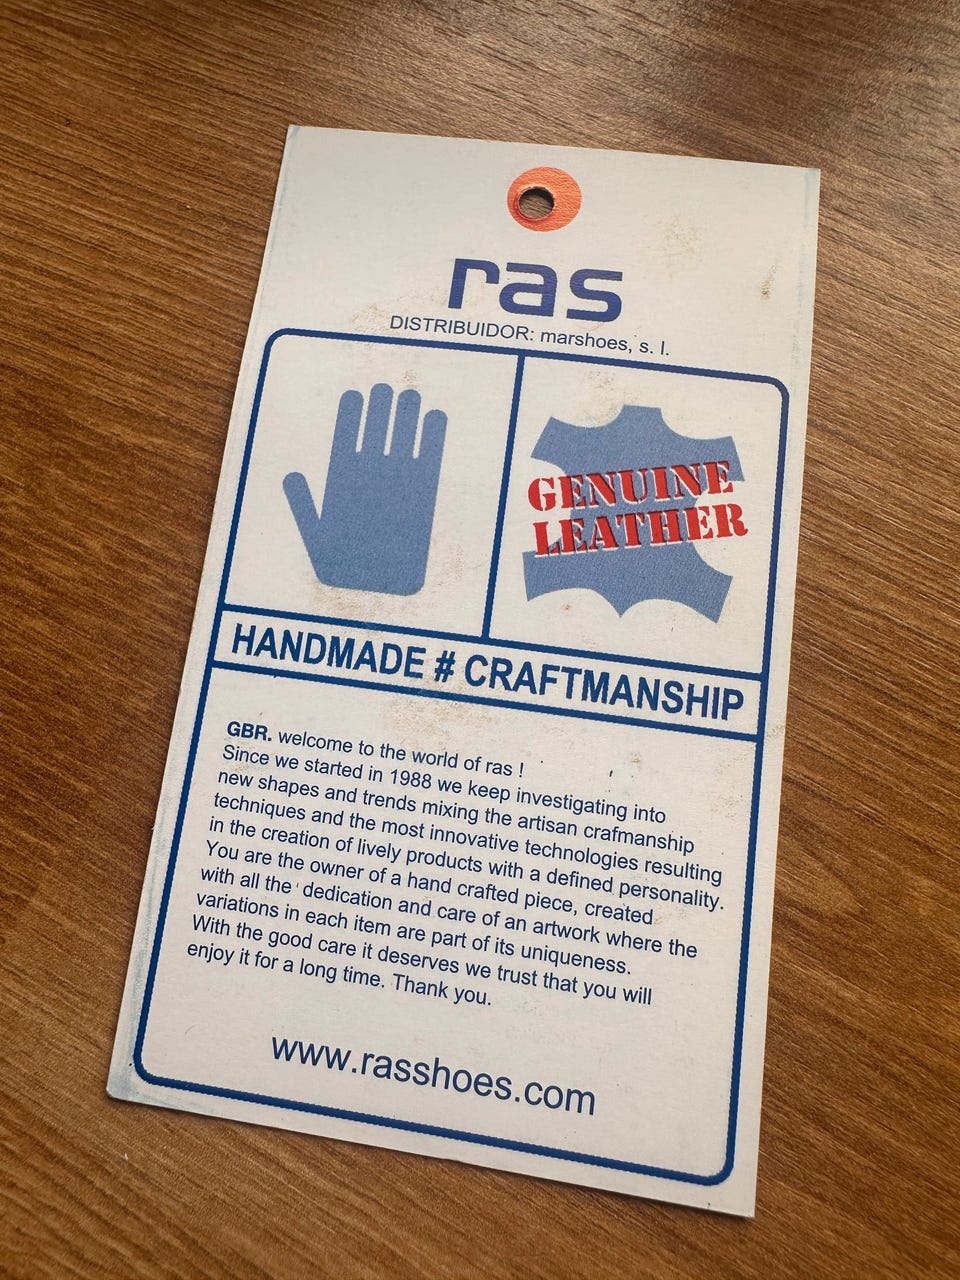 ras
DISTRIBUIDOR: marshoes, s. l.
GENUINE
LEATHER
HANDMADE # CRAFTMANSHIP
GBR. welcome to the world of ras !
Since we started in 1988 we keep investigating into
new shapes and trends mixing the artisan crafmanship
techniques and the most innovative technologies resulting
in the creation of lively products with a defined personality.
You are the owner of a hand crafted piece, created
with all the dedication and care of an artwork where the
variations in each item are part of its uniqueness.
With the good care it deserves we trust that you will
enjoy it for a long time. Thank you.
www.rasshoes.com